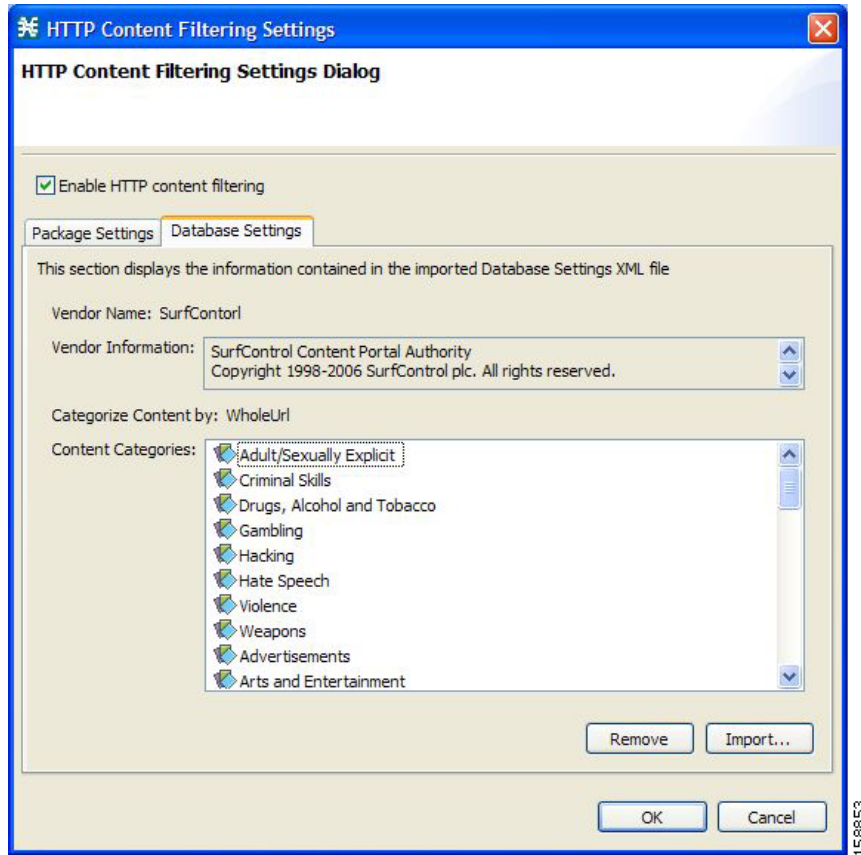 HTTP Content Filtering Settings
HTTP Content Filtering Settings Dialog
Enable HTTP content filtering
Package Settings
Database Settings
This section displays the information contained in the imported Database Settings XML file
Vendor Name: SurfContorl
Vendor Information:
SurfControl Content Portal Authority
Copyright 1998-2006 SurfControl plc. All rights reserved.
Categorize Content by: WholeUrl
Content Categories:
Adult/Sexually Explicit
Criminal Skills
Drugs, Alcohol and Tobacco
Gambling
Hacking
Hate Speech
Violence
Weapons
Advertisements
Arts and Entertainment
Remove
Import...
OK
Cancel
158853